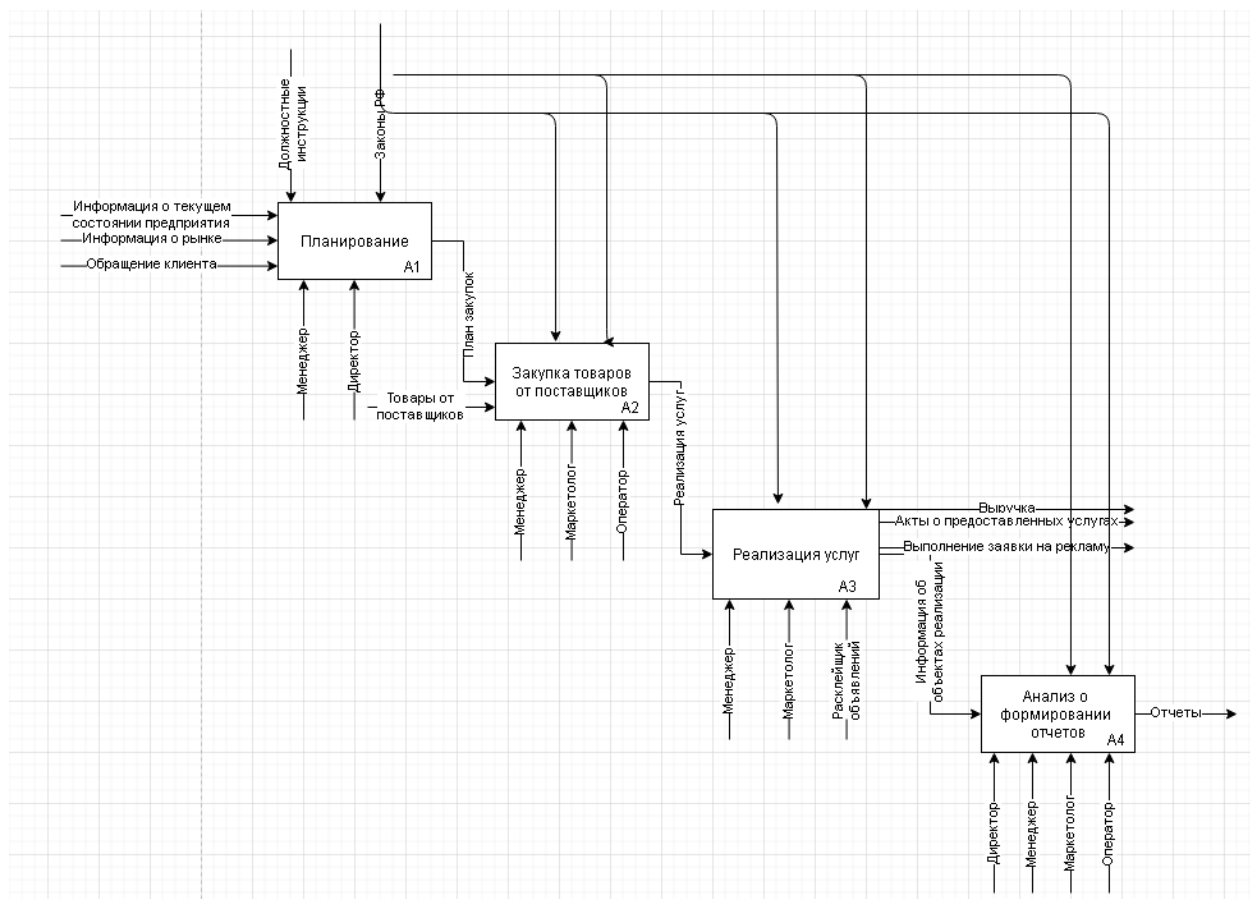 Должностные
инструкции
Законы РФ
Информация о текущем
состоянии предприятия
Информация о рынке
Обращение клиента
Планирование
A1
Менеджер
Директор
План закупок
Товары от
поставщиков
Закупка товаров
от поставщиков
A2
Менеджер
Маркетолог
Оператор
Реализация услуг
Реализация услуг
A3
Выручка
Акты о предоставленных услугах
Выполнение заявки на рекламу
Менеджер
Маркетолог
Расклейщик
объявлений
Информация об
объектах реализации
Анализ о
формировании
отчетов
A4
Отчеты
Директор
Менеджер
Маркетолог
Оператор